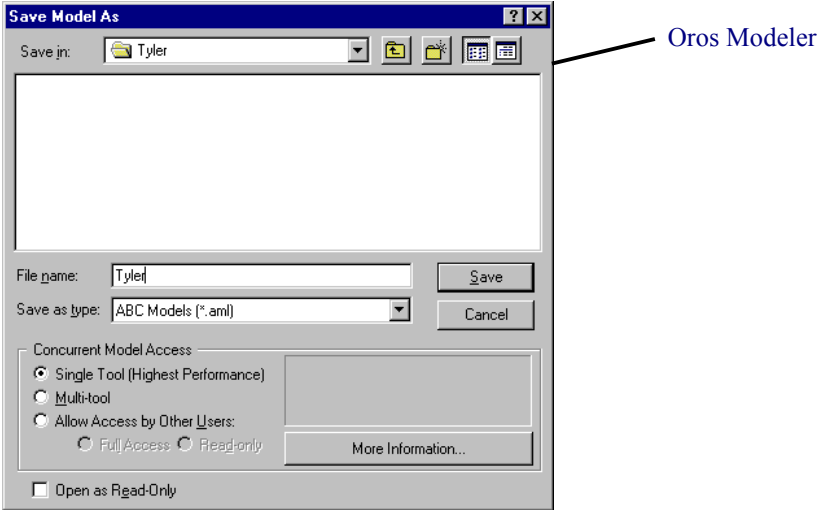 Save Model As
Oros Modeler
Save in: Tyler
File name: Tyler
Save
Save as type: ABC Models (*.aml)
Cancel
Concurrent Model Access
Single Tool (Highest Performance)
Multi-tool
Allow Access by Other Users:
Full Access Read-only
More Information...
Open as Read-Only